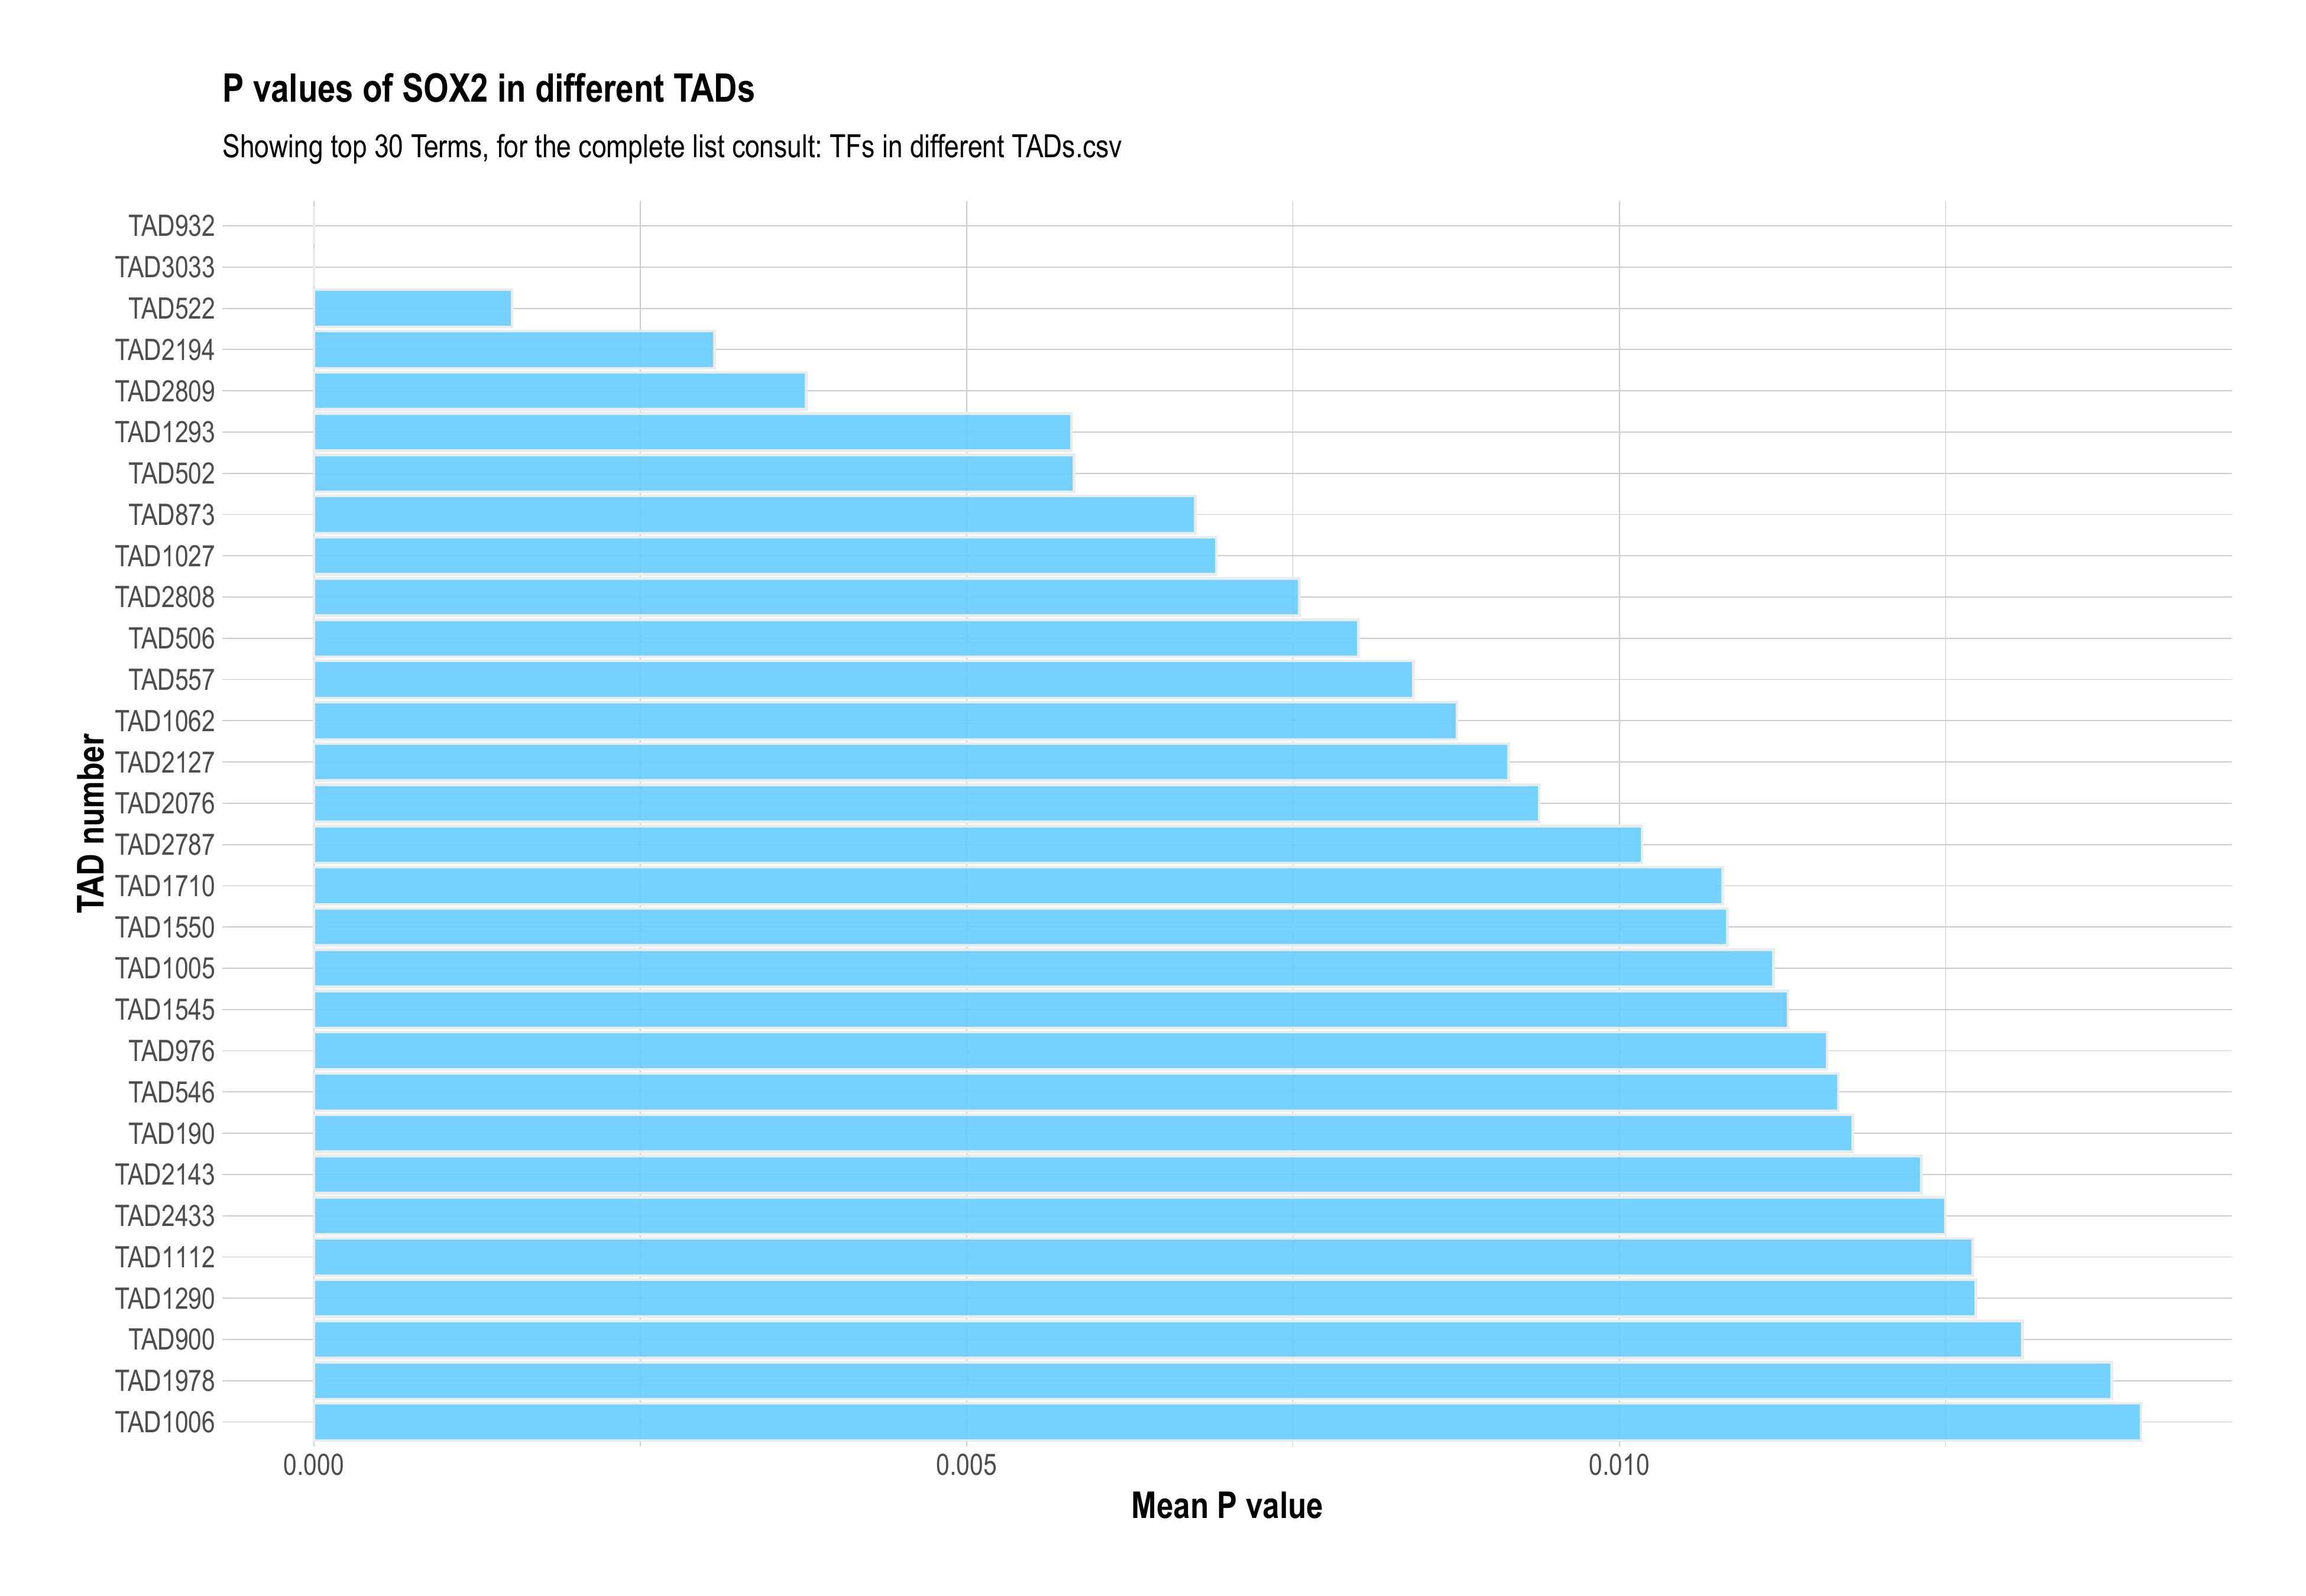 P values of SOX2 in different TADs
Showing top 30 Terms, for the complete list consult: TFs in different TADs.csv
TAD number
TAD932
TAD3033
TAD522
TAD2194
TAD2809
TAD1293
TAD502
TAD873
TAD1027
TAD2808
TAD506
TAD557
TAD1062
TAD2127
TAD2076
TAD2787
TAD1710
TAD1550
TAD1005
TAD1545
TAD976
TAD546
TAD190
TAD2143
TAD2433
TAD1112
TAD1290
TAD900
TAD1978
TAD1006
0.000 0.005 0.010
Mean P value